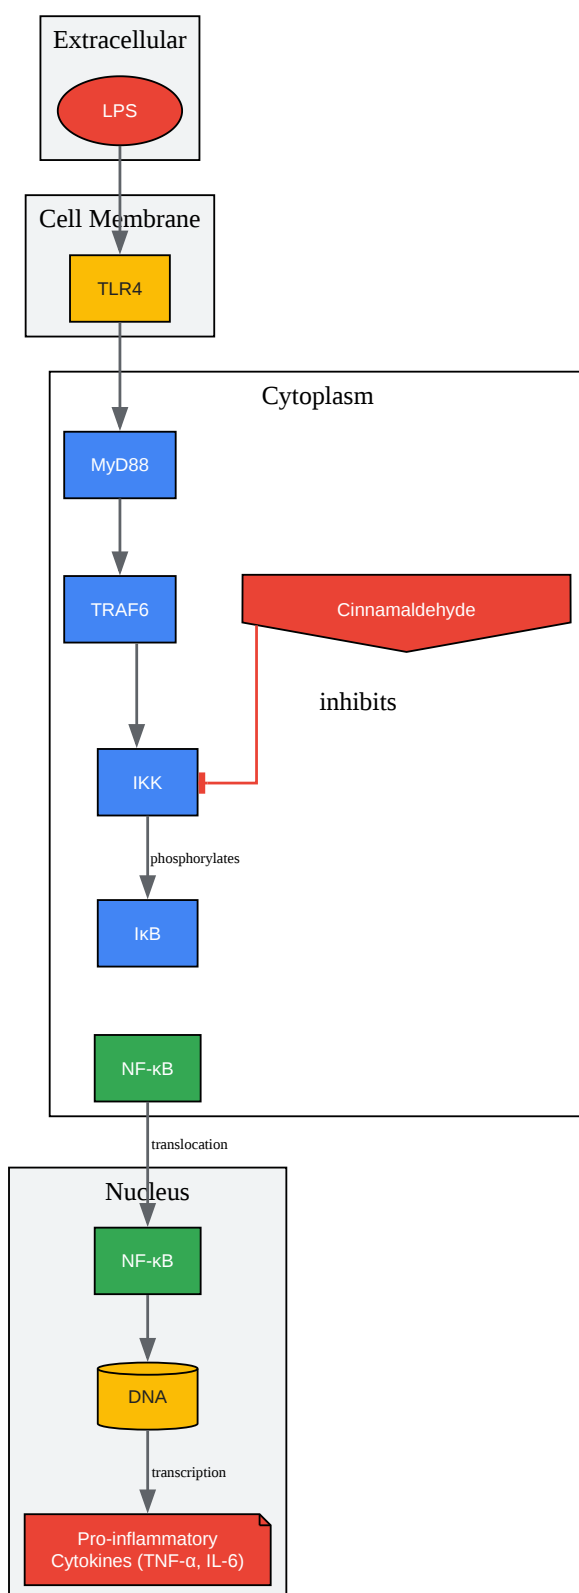 Extracellular
LPS
Cell Membrane
TLR4
Cytoplasm
MyD88
TRAF6
Cinnamaldehyde
inhibits
IKK
phosphorylates
IκB
NF-κB
translocation
Nucleus
NF-κB
DNA
transcription
Pro-inflammatory
Cytokines (TNF-α, IL-6)